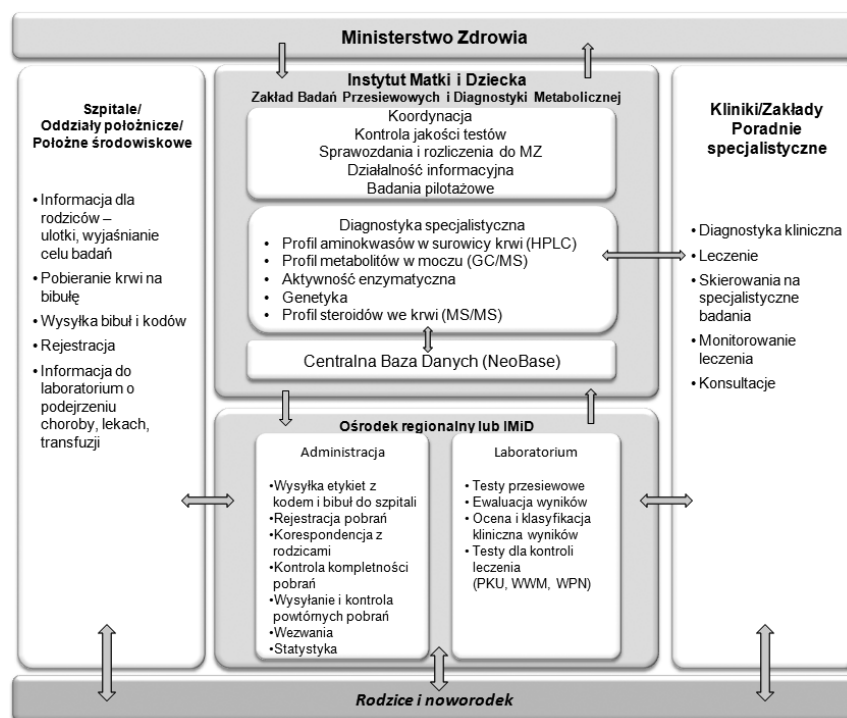 Ministerstwo Zdrowia
Szpitale/
Oddziały położnicze/
Położne środowiskowe
• Informacja dla
rodziców –
ulotki, wyjaśnianie
celu badań
• Pobieranie krwi na
bibułę
• Wysyłka bibuł i kodów
• Rejestracja
• Informacja do
laboratorium o
podejrzeniu
choroby, lekach,
transfuzji
Instytut Matki i Dziecka
Zakład Badań Przesiewowych i Diagnostyki Metabolicznej
Koordynacja
Kontrola jakości testów
Sprawozdania i rozliczenia do MZ
Działalność informacyjna
Badania pilotażowe
Diagnostyka specjalistyczna
• Profil aminokwasów w surowicy krwi (HPLC)
• Profil metabolitów w moczu (GC/MS)
• Aktywność enzymatyczna
• Genetyka
• Profil steroidów we krwi (MS/MS)
Centralna Baza Danych (NeoBase)
Ośrodek regionalny lub IMiD
Administracja
•Wysyłka etykiet z
kodem i bibuł do szpitali
•Rejestracja pobrań
•Korespondencja z
rodzicami
•Kontrola kompletności
pobrań
•Wysyłanie i kontrola
powtórnych pobrań
•Wezwania
•Statystyka
Laboratorium
• Testy przesiewowe
• Ewaluacja wyników
• Ocena i klasyfikacja
kliniczna wyników
• Testy dla kontroli
leczenia
(PKU, WWM, WPN)
Kliniki/Zakłady
Poradnie
specjalistyczne
• Diagnostyka kliniczna
• Leczenie
• Skierowania na
specjalistyczne
badania
• Monitorowanie
leczenia
• Konsultacje
Rodzice i noworodek